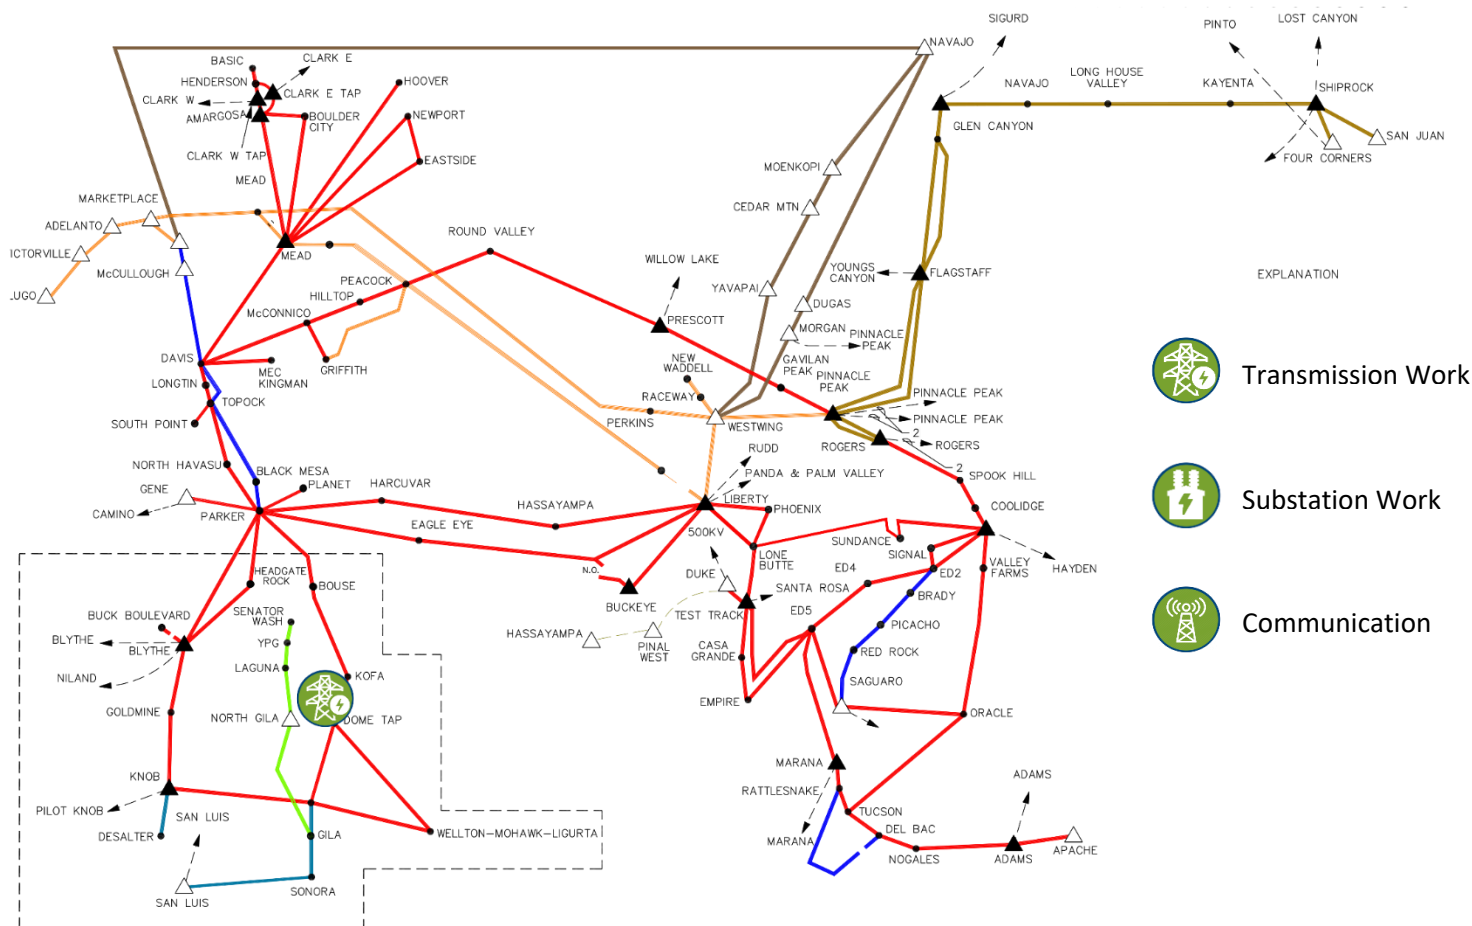 SIGURD
PINTO
LOST CANYON
NAVAJO
BASIC
CLARK E
HENDERSON
HOOVER
CLARK E TAP
CLARK W
AMARGOSA
BOULDER
CITY
NEWPORT
CLARK W TAP
EASTSIDE
MEAD
NAVAJO
LONG HOUSE
VALLEY
KAYENTA
SHIPROCK
GLEN CANYON
SAN JUAN
FOUR CORNERS
MOENKOPI
CEDAR MTN
MARKETPLACE
ADELANTO
ICTORVILLE
McCULLOUGH
LUGO
MEAD
ROUND VALLEY
PEACOCK
HILLTOP
McCONNICO
WILLOW LAKE
PRESCOTT
YAVAPAI
DUGAS
MORGAN
PINNACLE
PEAK
YOUNGS
CANYON
FLAGSTAFF
EXPLANATION
GAVILAN
PEAK
PINNACLE
PEAK
DAVIS
MEC
KINGMAN
GRIFFITH
LONGTIN
TOPOCK
SOUTH POINT
NEW
WADDELL
RACEWAY
PERKINS
WESTWING
PINNACLE PEAK
PINNACLE PEAK
2
ROGERS
ROGERS
2
SPOOK HILL
Transmission Work
NORTH HAVASU
BLACK MESA
PLANET
GENE
CAMINO
PARKER
HARCUVAR
HASSAYAMPA
EAGLE EYE
RUDD
PANDA & PALM VALLEY
LIBERTY
PHOENIX
500KV
COOLIDGE
SUNDANCE
SIGNAL
VALLEY
FARMS
HAYDEN
Substation Work
N.O.
BUCKEYE
LONE
BUTTE
DUKE
SANTA ROSA
TEST TRACK
ED4
ED2
ED5
BRADY
PICACHO
RED ROCK
SAGUARO
HASSAYAMPA
PINAL
WEST
CASA
GRANDE
EMPIRE
ORACLE
Communication
HEADGATE
ROCK
BOUSE
BUCK BOULEVARD
SENATOR
WASH
YPG
BLYTHE
BLYTHE
NILAND
LAGUNA
KOFA
GOLDMINE
NORTH GILA
DOME TAP
KNOB
PILOT KNOB
DESALTER
SAN LUIS
GILA
WELLTON-MOHAWK-LIGURTA
SAN LUIS
SONORA
MARANA
RATTLESNAKE
TUCSON
MARANA
DEL BAC
NOGALES
ADAMS
ADAMS
APACHE